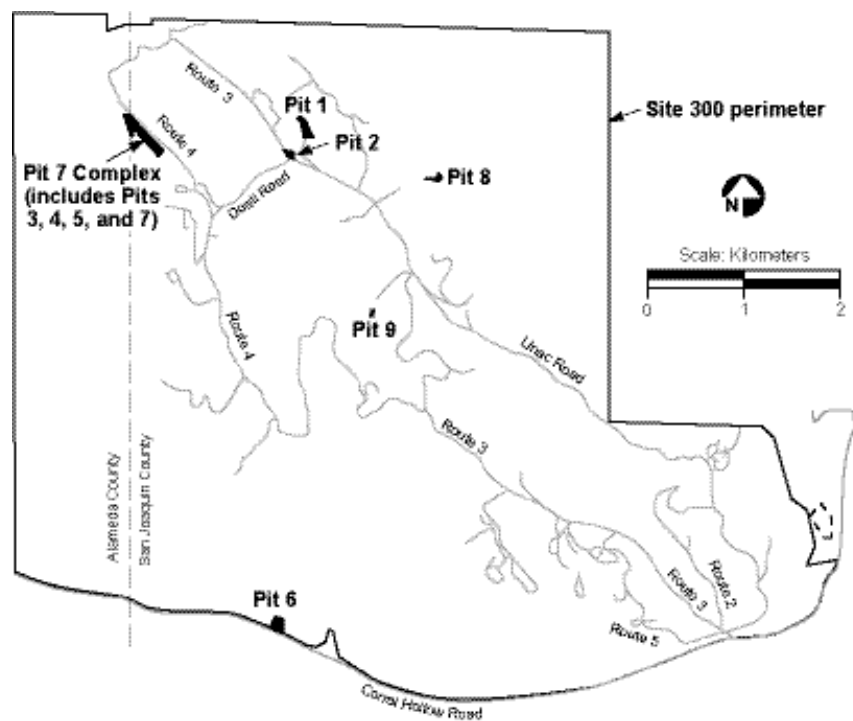 Route 3
Pit 1
Site 300 perimeter
Route 4
Pit 2
Pit 7 Complex
(includes Pits
3, 4, 5, and 7)
Pit 8
Doall Road
N
Scale: Kilometers
0 1 2
Pit 9
Route 4
Linac Road
Route 3
Alameda County
San Joaquin County
Pit 6
Route 3
Route 2
Route 5
Corral Hollow Road